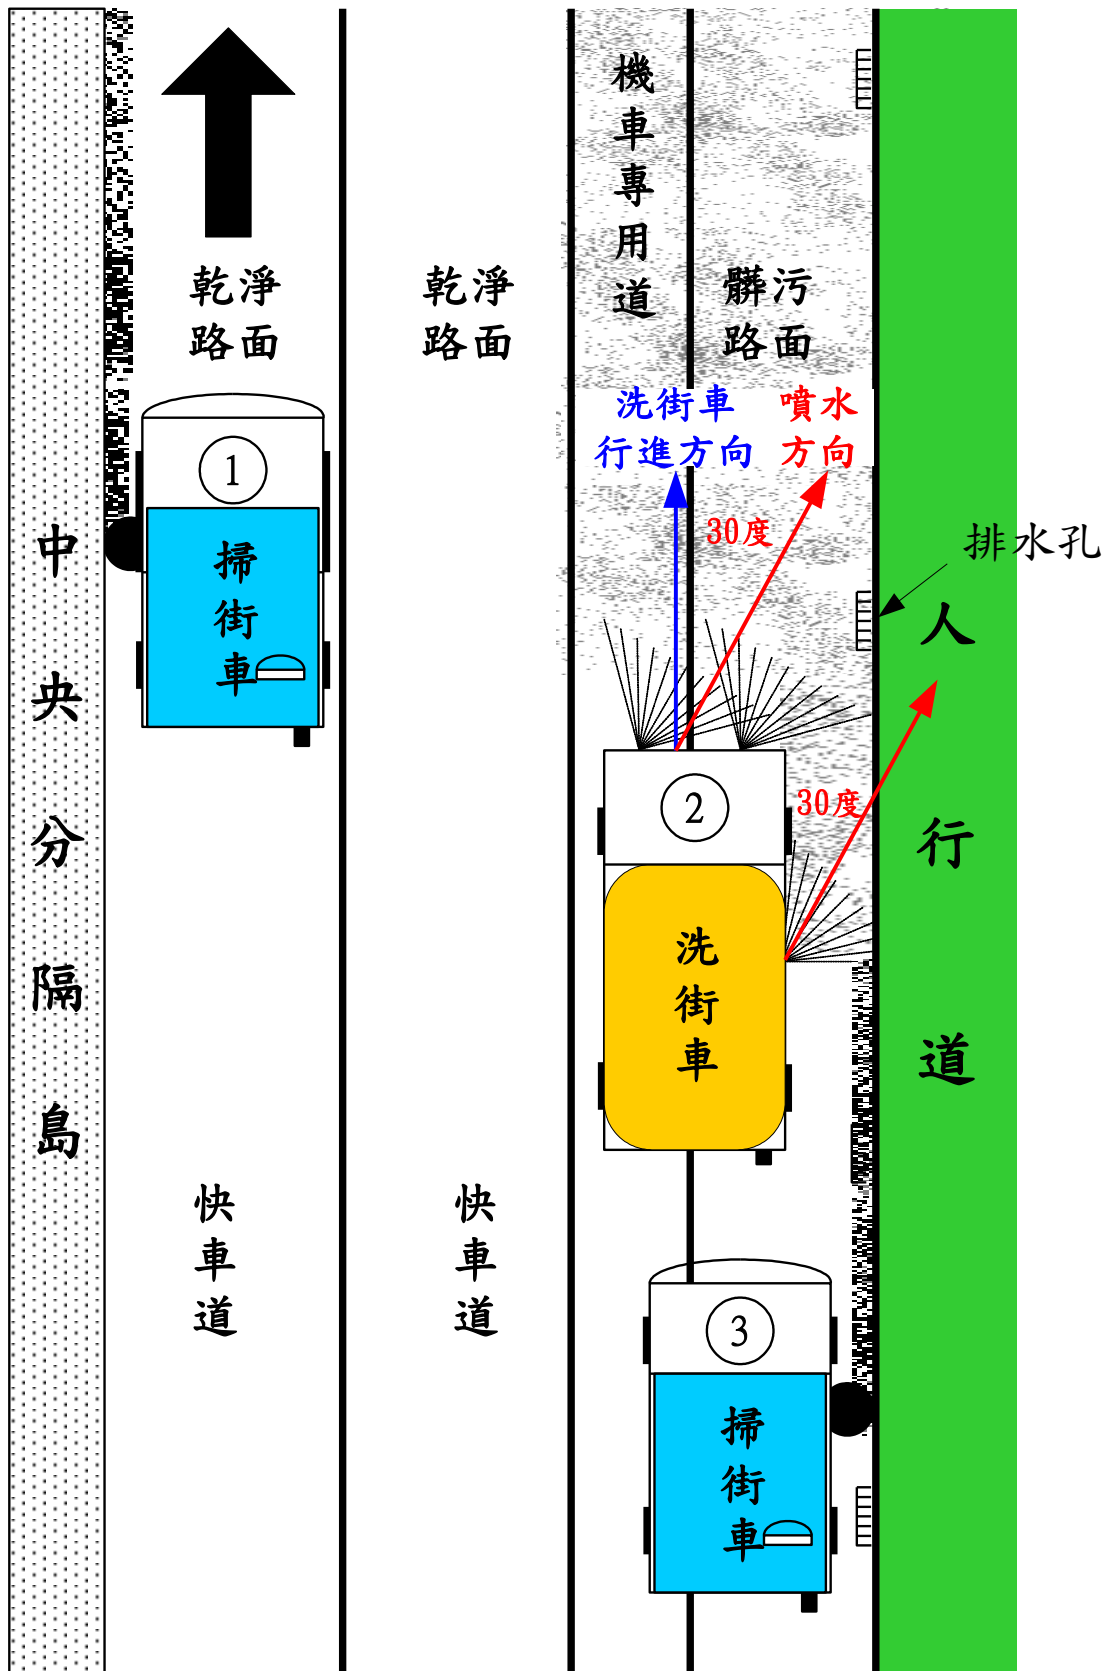 機車專用道
乾淨
路面
乾淨
路面
髒污
路面
洗街車
行進方向
噴水
方向
30度
①
掃街車
中央分隔島
排水孔
人行道
②
30度
洗街車
快車道
快車道
③
掃街車